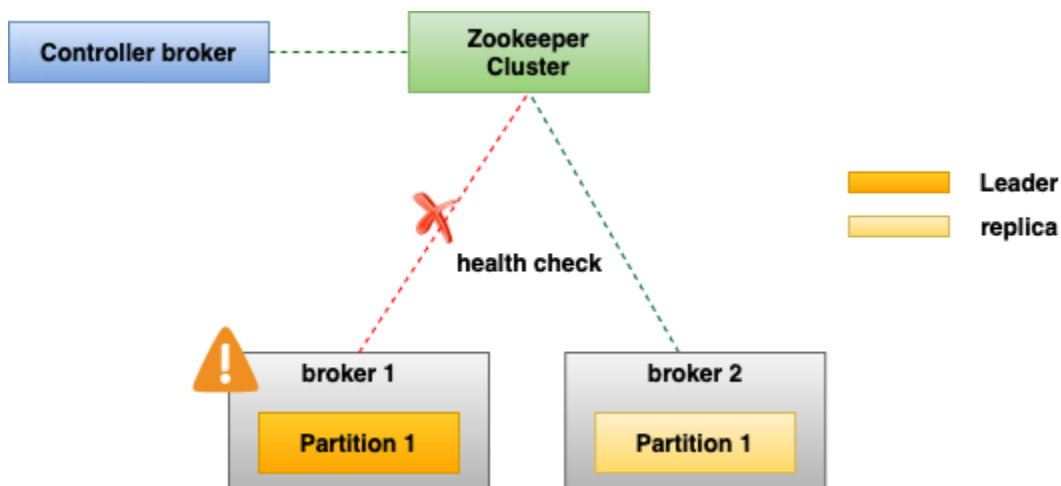 Controller broker
Zookeeper
Cluster
Leader
replica
health check
broker 1
broker 2
Partition 1
Partition 1